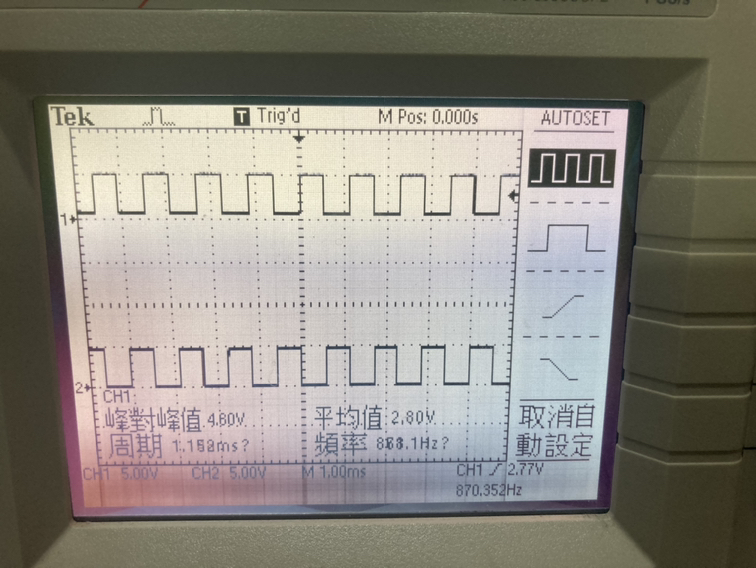 Tek T Trig'd M Pos: 0.000s AUTOSET
1
2
CH1
峰對峰值 4.80V 平均值 2.80V
周期 頻率
取消自
動設定
CH1 5.00V CH2 5.00V M 1.00ms CH1 2.77V
870.352Hz